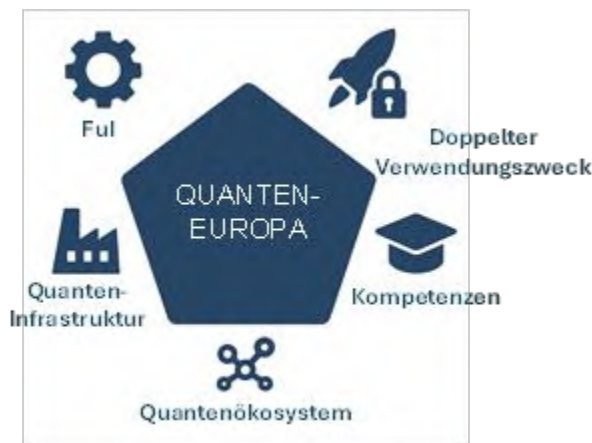 Ful
Doppelter
Verwendungszweck
QUANTEN-
EUROPA
Quanten-
Infrastruktur
Kompetenzen
Quantenökosystem